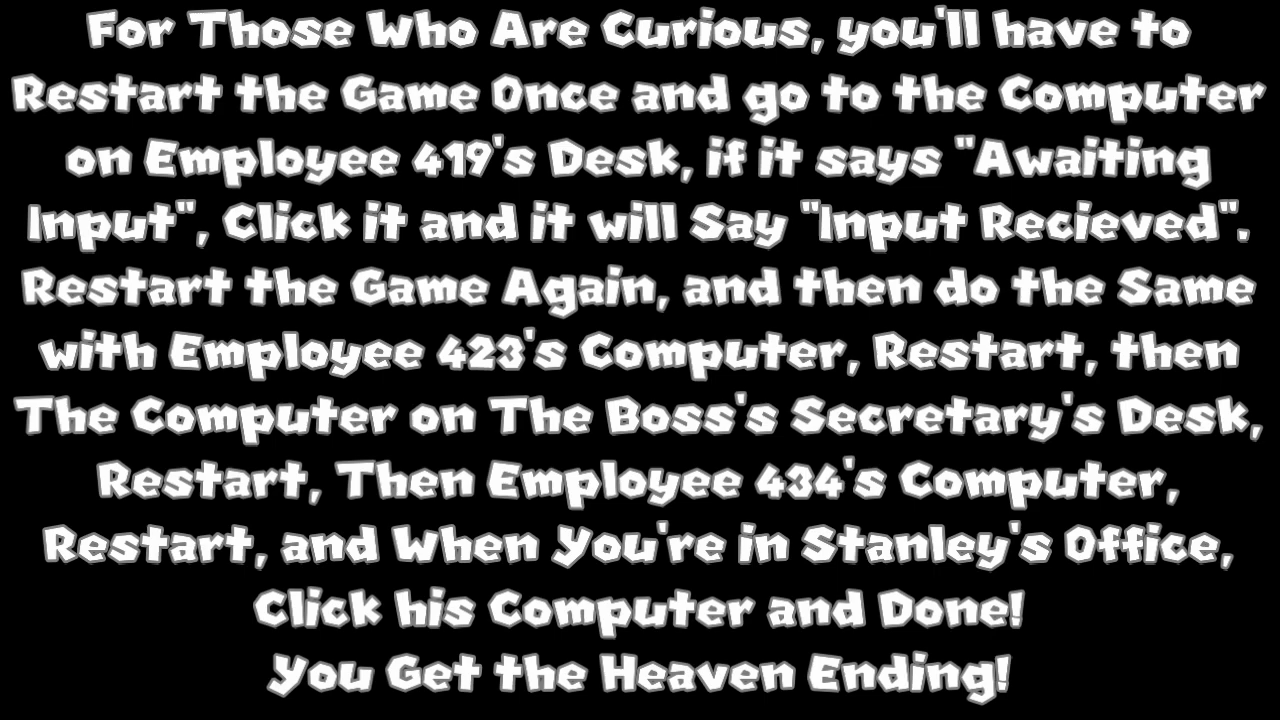 For Those Who Are Curious, you'll have to
Restart the Game Once and go to the Computer
on Employee 419's Desk, if it says "Awaiting
Input", Click it and it will Say "Input Recieved".
Restart the Game Again, and then do the Same
with Employee 423's Computer, Restart, then
The Computer on The Boss's Secretary's Desk,
Restart, Then Employee 434's Computer,
Restart, and When You're in Stanley's Office,
Click his Computer and Done!
You Get the Heaven Ending!